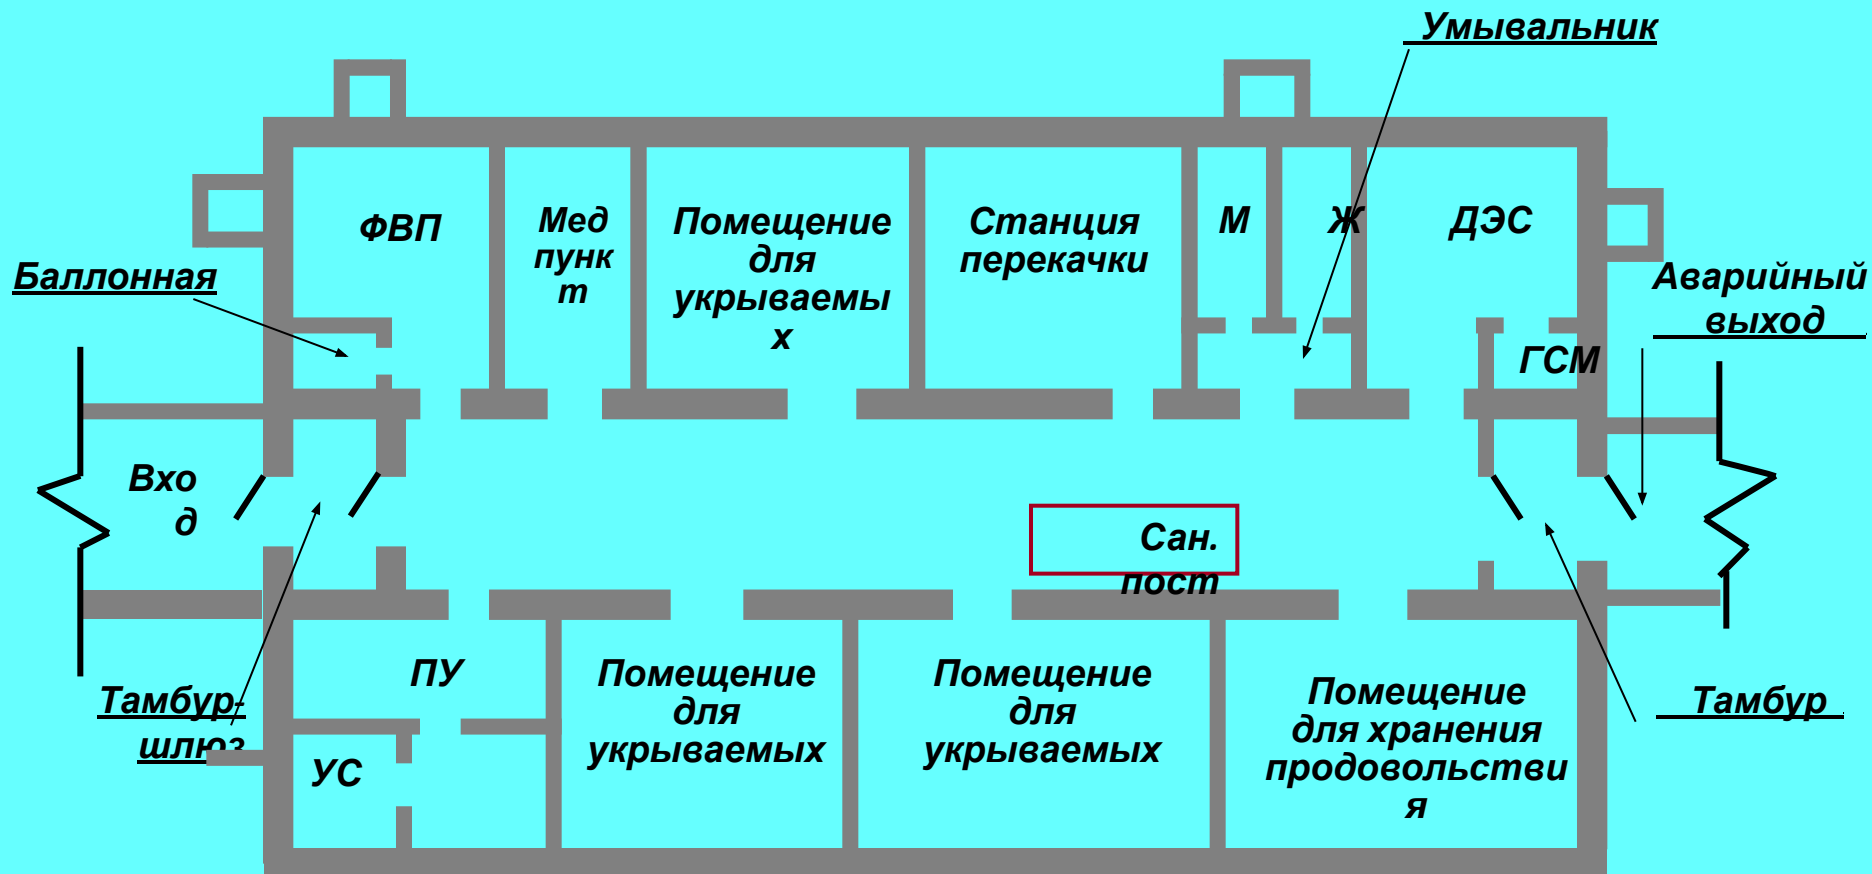 Умывальник
ФВП
Мед
пунк
т
Помещение
для
укрываемы
х
Станция
перекачки
М
Ж
ДЭС
Баллонная
Аварийный
выход
ГСМ
Вхо
д
Сан.
пост
Тамбур-
шлюз
ПУ
УС
Помещение
для
укрываемых
Помещение
для
укрываемых
Помещение
для хранения
продовольстви
я
Тамбур